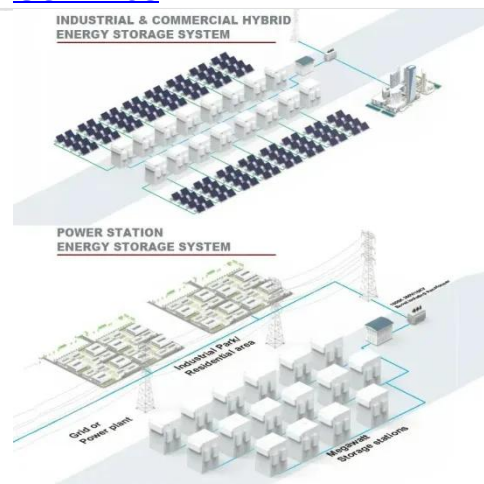 INDUSTRIAL & COMMERCIAL HYBRID
ENERGY STORAGE SYSTEM
POWER STATION
ENERGY STORAGE SYSTEM
Industrial Park/
Residential area
Grid or
Power plant
Megawatt
Storage stations